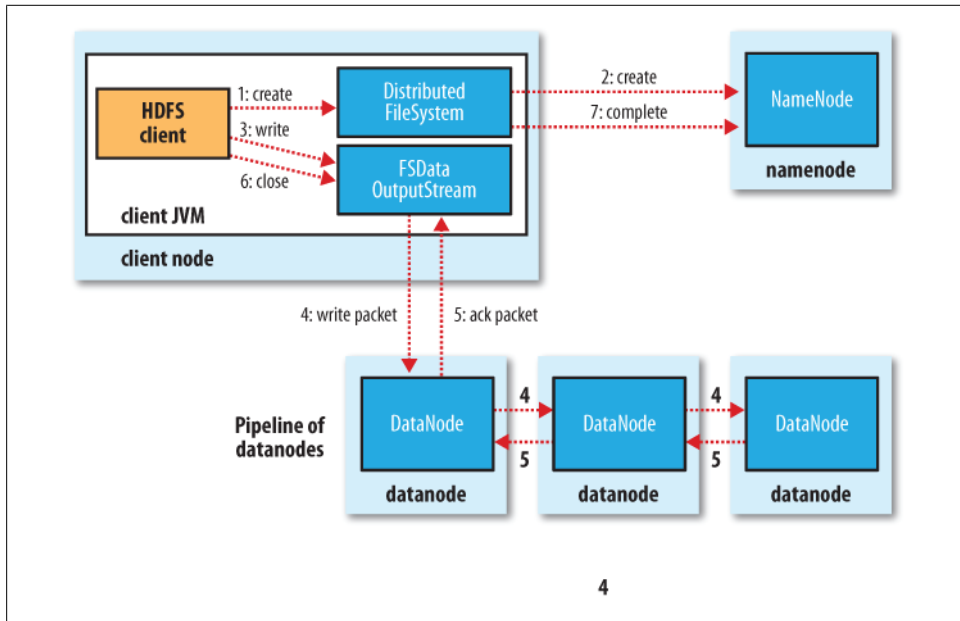 1: create
HDFS
client
3: write
6: close
Distributed
FileSystem
FSData
OutputStream
client JVM
client node
2: create
7: complete
NameNode
namenode
4: write packet
5: ack packet
Pipeline of
datanodes
DataNode
datanode
4
5
DataNode
datanode
4
5
DataNode
datanode
4